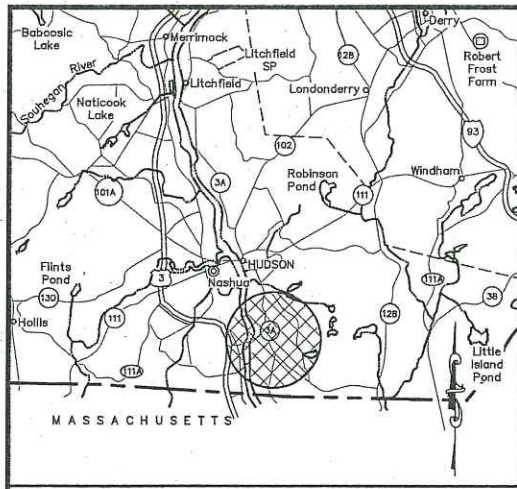 Derry
Baboosic
Lake
Merrimack
Litchfield
SP
128
Robert
Frost
Farm
Souhegan River
Litchfield
Londonderry
Naticook
Lake
93
102
101A
3A
Robinson
Pond
111
Windham
HUDSON
Flints
Pond
3
Nashua
111A
130
38
Hollis
111
3A
128
111A
Little
Island
Pond
MASSACHUSETTS